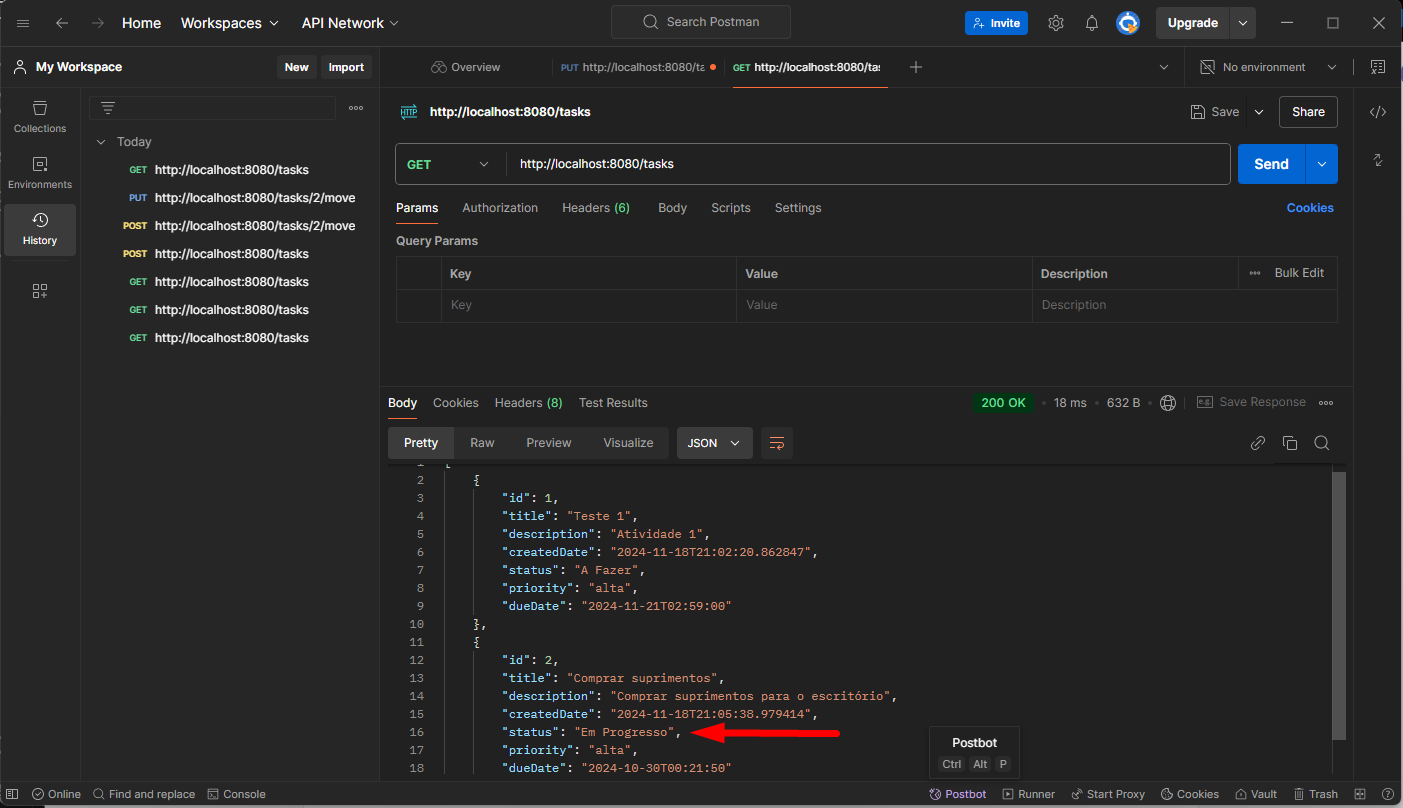 Home Workspaces API Network Search Postman Invite Upgrade
My Workspace New Import Overview PUT http://localhost:8080/ta GET http://localhost:8080/tas No environment
Collections
Environments
History
Today
GET http://localhost:8080/tasks
PUT http://localhost:8080/tasks/2/move
POST http://localhost:8080/tasks/2/move
POST http://localhost:8080/tasks
GET http://localhost:8080/tasks
GET http://localhost:8080/tasks
GET http://localhost:8080/tasks
HTTP http://localhost:8080/tasks Save Share
GET http://localhost:8080/tasks Send
Params Authorization Headers (6) Body Scripts Settings Cookies
Query Params
Key Value Description Bulk Edit
Key Value Description
Body Cookies Headers (8) Test Results 200 OK 18 ms 632 B e.g. Save Response
Pretty Raw Preview Visualize JSON
1 [
2 {
3 "id": 1,
4 "title": "Teste 1",
5 "description": "Atividade 1",
6 "createdDate": "2024-11-18T21:02:20.862847",
7 "status": "A Fazer",
8 "priority": "alta",
9 "dueDate": "2024-11-21T02:59:00"
10 },
11 {
12 "id": 2,
13 "title": "Comprar suprimentos",
14 "description": "Comprar suprimentos para o escritório",
15 "createdDate": "2024-11-18T21:05:38.979414",
16 "status": "Em Progresso",
17 "priority": "alta",
18 "dueDate": "2024-10-30T00:21:50"
Postbot
Ctrl Alt P
Online Find and replace Console Postbot Runner Start Proxy Cookies Vault Trash